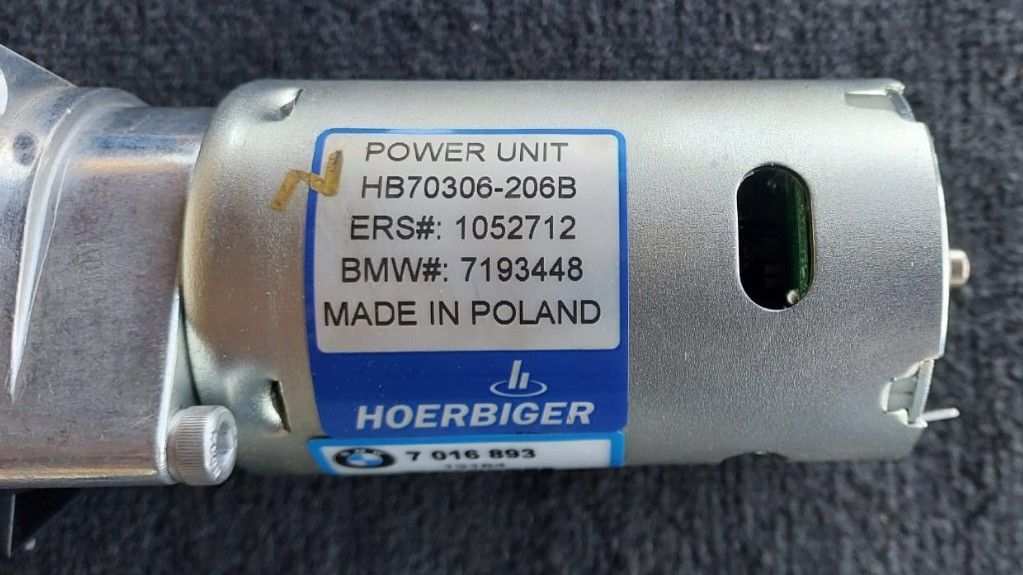 POWER UNIT
HB70306-206B
ERS#: 1052712
BMW#: 7193448
MADE IN POLAND
HOERBIGER
7 016 893